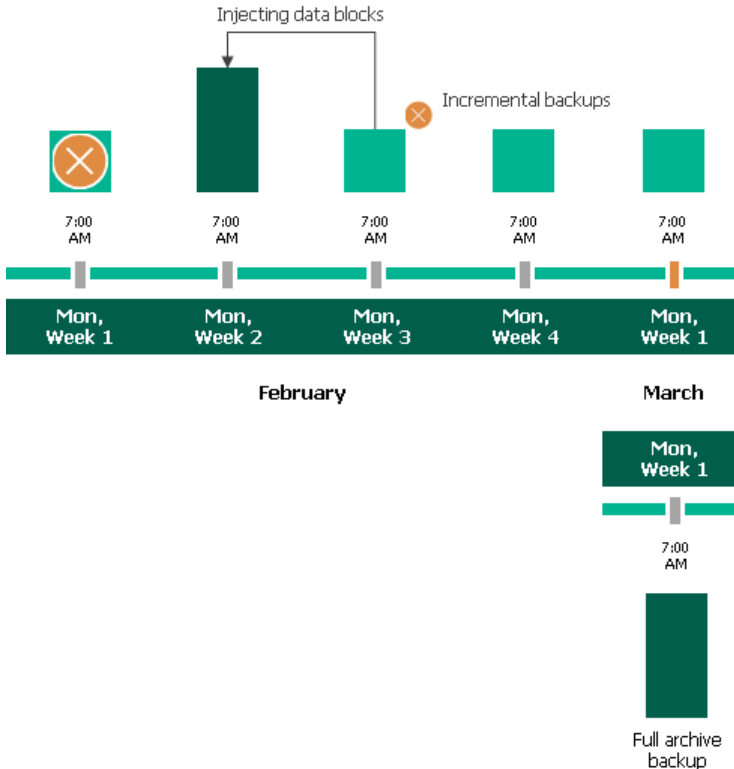 Injecting data blocks
Incremental backups
7:00
AM
7:00
AM
7:00
AM
7:00
AM
7:00
AM
Mon,
Week 1
Mon,
Week 2
Mon,
Week 3
Mon,
Week 4
Mon,
Week 1
February
March
Mon,
Week 1
7:00
AM
Full archive
backup